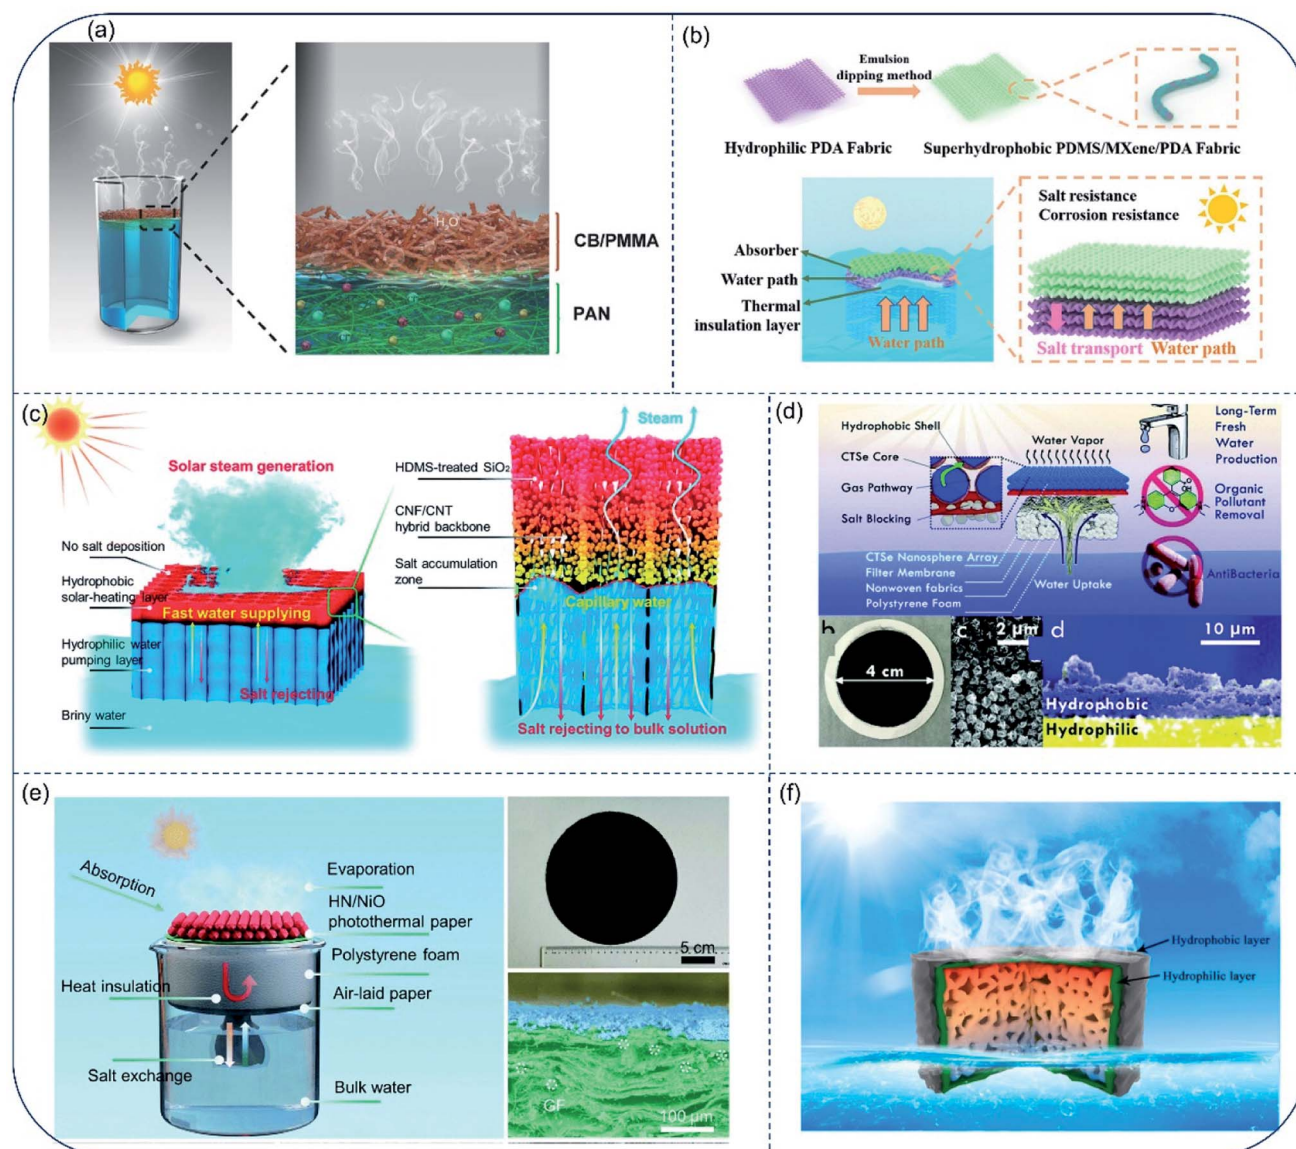 (a)
H₂O
CB/PMMA
PAN
(b)
Emulsion
dipping method
Hydrophilic PDA Fabric
Superhydrophobic PDMS/MXene/PDA Fabric
Absorber
Water path
Thermal
insulation layer
Water path
Salt resistance
Corrosion resistance
Salt transport
Water path
(c)
Solar steam generation
No salt deposition
Hydrophobic
solar-heating layer
Fast water supplying
Hydrophilic water
pumping layer
Salt rejecting
Briny water
Steam
HDMS-treated SiO₂
CNF/CNT
hybrid backbone
Salt accumulation
zone
Capillary water
Salt rejecting to bulk solution
(d)
Hydrophobic Shell
CTSe Core
Gas Pathway
Salt Blocking
Water Vapor
CTSe Nanosphere Array
Filter Membrane
Nonwoven fabrics
Polystyrene Foam
Water Uptake
Long-Term
Fresh
Water
Production
Organic
Pollutant
Removal
AntiBacteria
b
4 cm
c
2 μm
d
10 μm
Hydrophobic
Hydrophilic
(e)
Absorption
Evaporation
HN/NiO
photothermal paper
Polystyrene foam
Heat insulation
Air-laid paper
Salt exchange
Bulk water
5 cm
GF
100 μm
(f)
Hydrophobic layer
Hydrophilic layer